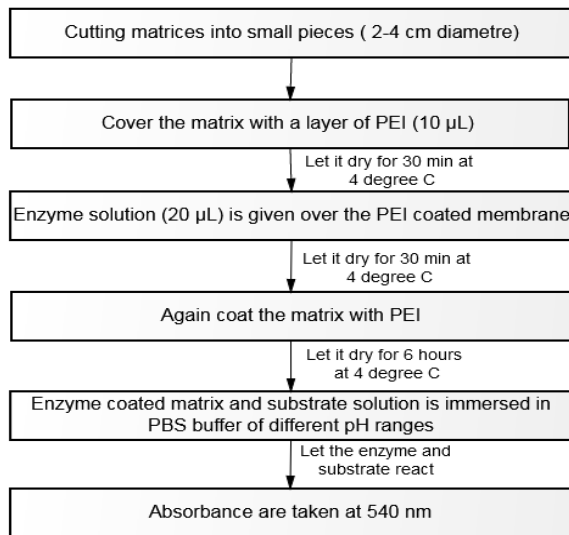 Cutting matrices into small pieces ( 2-4 cm diametre)
Cover the matrix with a layer of PEI (10 µL)
Let it dry for 30 min at
4 degree C
Enzyme solution (20 µL) is given over the PEI coated membrane
Let it dry for 30 min at
4 degree C
Again coat the matrix with PEI
Let it dry for 6 hours
at 4 degree C
Enzyme coated matrix and substrate solution is immersed in
PBS buffer of different pH ranges
Let the enzyme and
substrate react
Absorbance are taken at 540 nm